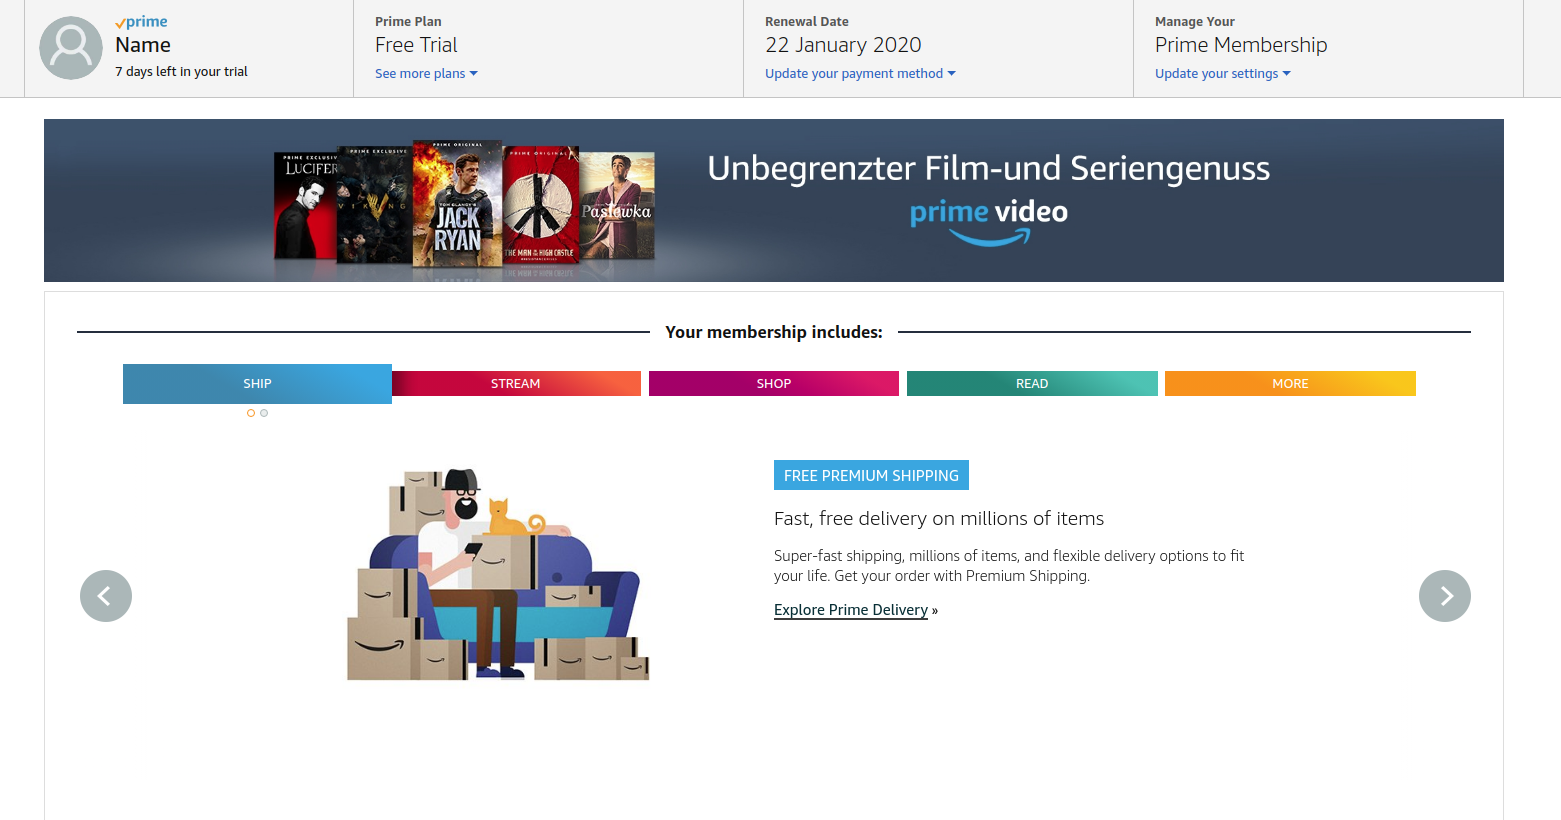 prime
Name
7 days left in your trial
Prime Plan
Free Trial
See more plans
Renewal Date
22 January 2020
Update your payment method
Manage Your
Prime Membership
Update your settings
PRIME EXCLUSIVE
LUCIFER
PRIME EXCLUSIVE
VIKING
PRIME ORIGINAL
TOM CLANCY'S
JACK
RYAN
PRIME ORIGINAL
THE MAN IN THE HIGH CASTLE
Pastewka
Unbegrenzter Film-und Seriengenuss
prime video
Your membership includes:
SHIP
STREAM
SHOP
READ
MORE
FREE PREMIUM SHIPPING
Fast, free delivery on millions of items
Super-fast shipping, millions of items, and flexible delivery options to fit
your life. Get your order with Premium Shipping.
Explore Prime Delivery »